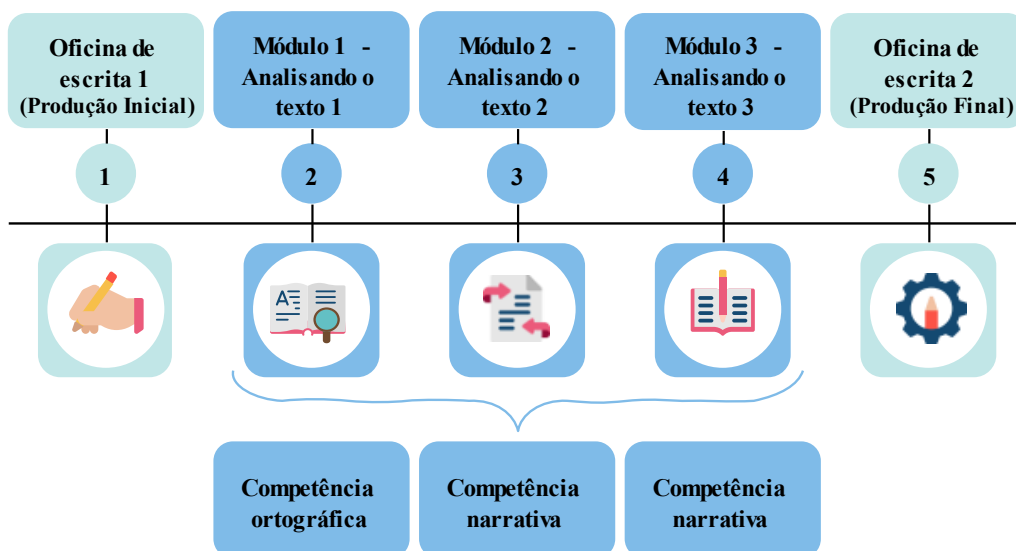 Oficina de
escrita 1
(Produção Inicial)
Módulo 1 -
Analisando o
texto 1
Módulo 2 -
Analisando o
texto 2
Módulo 3 -
Analisando o
texto 3
Oficina de
escrita 2
(Produção Final)
1
2
3
4
5
A
Competência
ortográfica
Competência
narrativa
Competência
narrativa